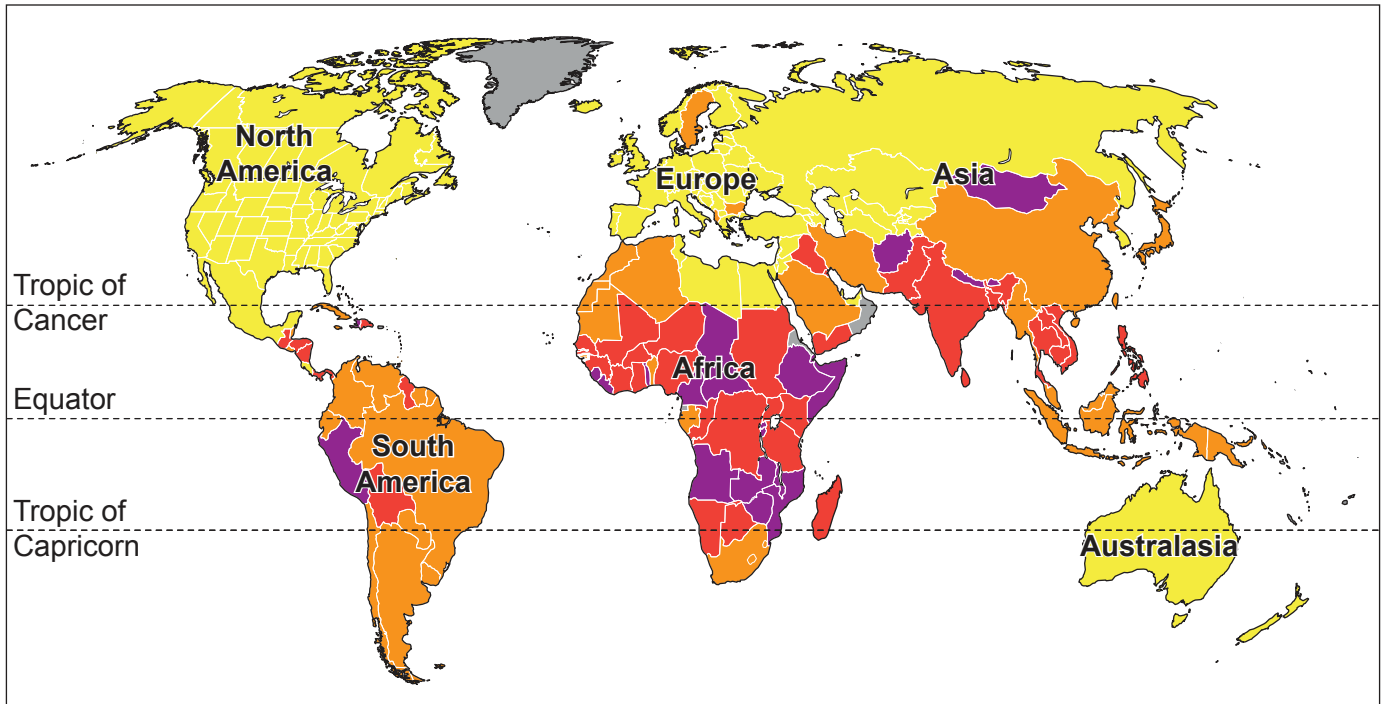 North
America
Europe
Asia
Tropic of
Cancer
Africa
Equator
South
America
Tropic of
Capricorn
Australasia